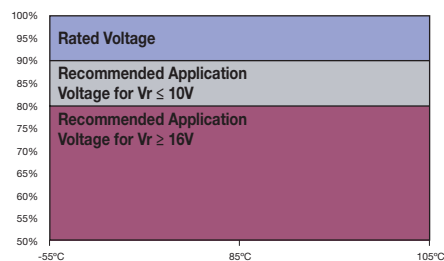 100%
95%
90%
85%
80%
75%
70%
65%
60%
55%
50%
Rated Voltage
Recommended Application
Voltage for Vr ≤ 10V
Recommended Application
Voltage for Vr ≥ 16V
-55ºC
85ºC
105ºC